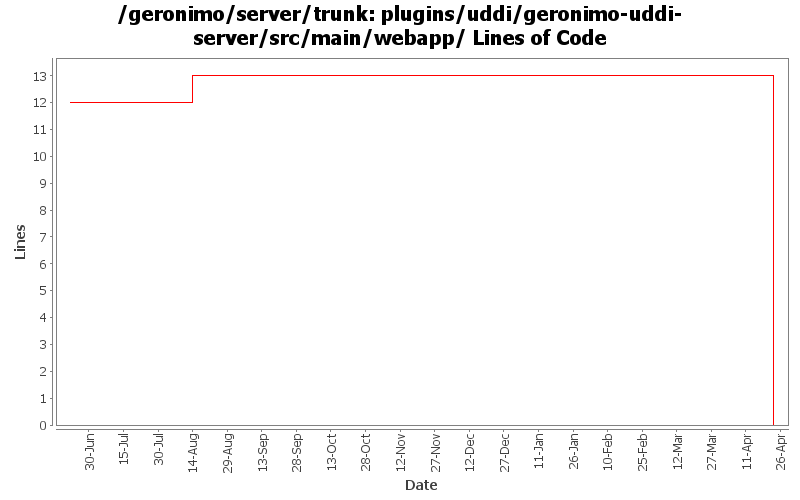 /geronimo/server/trunk: plugins/uddi/geronimo-uddi-
server/src/main/webapp/ Lines of Code
13
12
11
10
9
8
7
6
5
4
3
2
1
0
Lines
30-Jun
15-Jul
30-Jul
14-Aug
29-Aug
13-Sep
28-Sep
13-Oct
28-Oct
12-Nov
27-Nov
12-Dec
27-Dec
11-Jan
26-Jan
10-Feb
25-Feb
12-Mar
27-Mar
11-Apr
26-Apr
Date